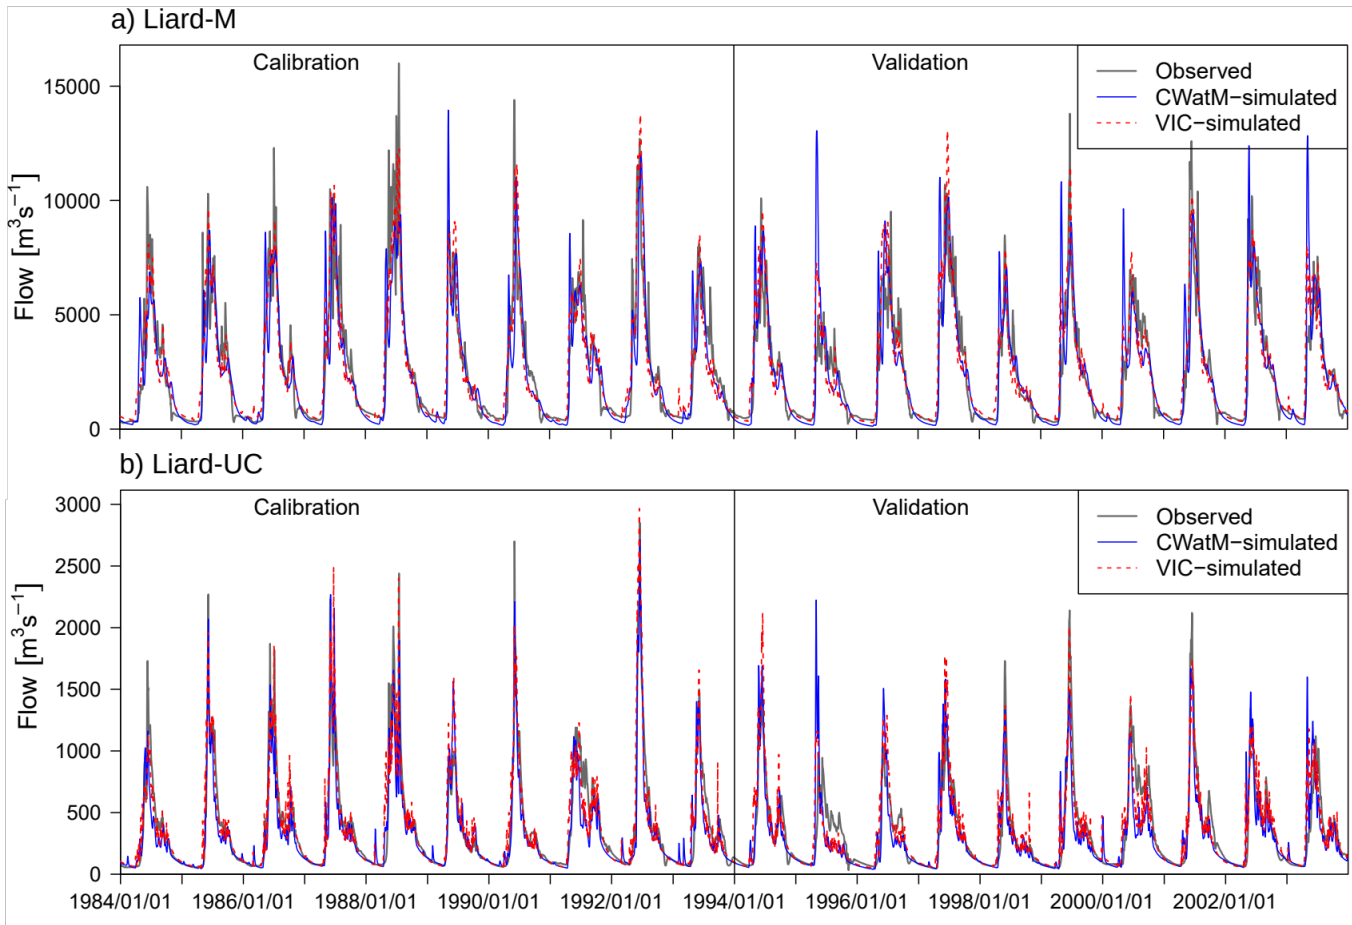 a) Liard-M
Calibration
Validation
Observed
CWatM-simulated
VIC-simulated
Flow [m³s⁻¹]
15000
10000
5000
0
b) Liard-UC
Calibration
Validation
Observed
CWatM-simulated
VIC-simulated
Flow [m³s⁻¹]
3000
2500
2000
1500
1000
500
0
1984/01/01 1986/01/01 1988/01/01 1990/01/01 1992/01/01 1994/01/01 1996/01/01 1998/01/01 2000/01/01 2002/01/01